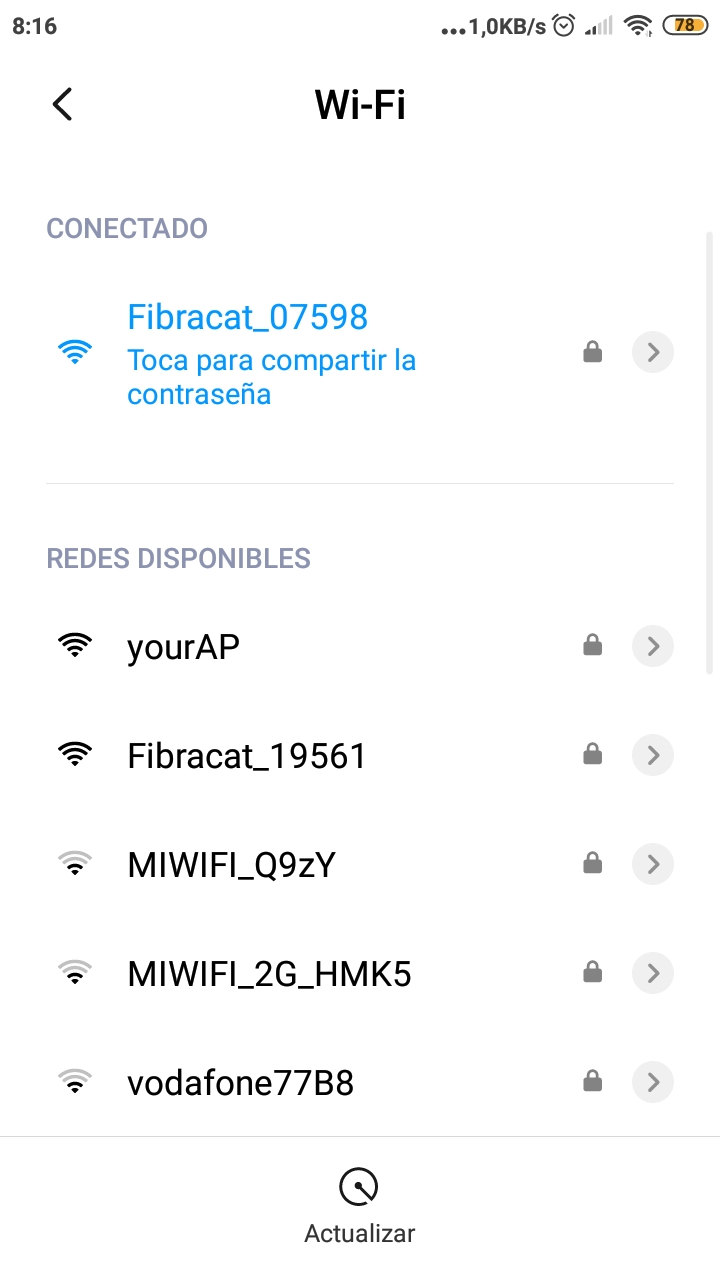 8:16
...1,0KB/s
78
Wi-Fi
CONECTADO
Fibracat_07598
Toca para compartir la
contraseña
REDES DISPONIBLES
yourAP
Fibracat_19561
MIWIFI_Q9zY
MIWIFI_2G_HMK5
vodafone77B8
Actualizar